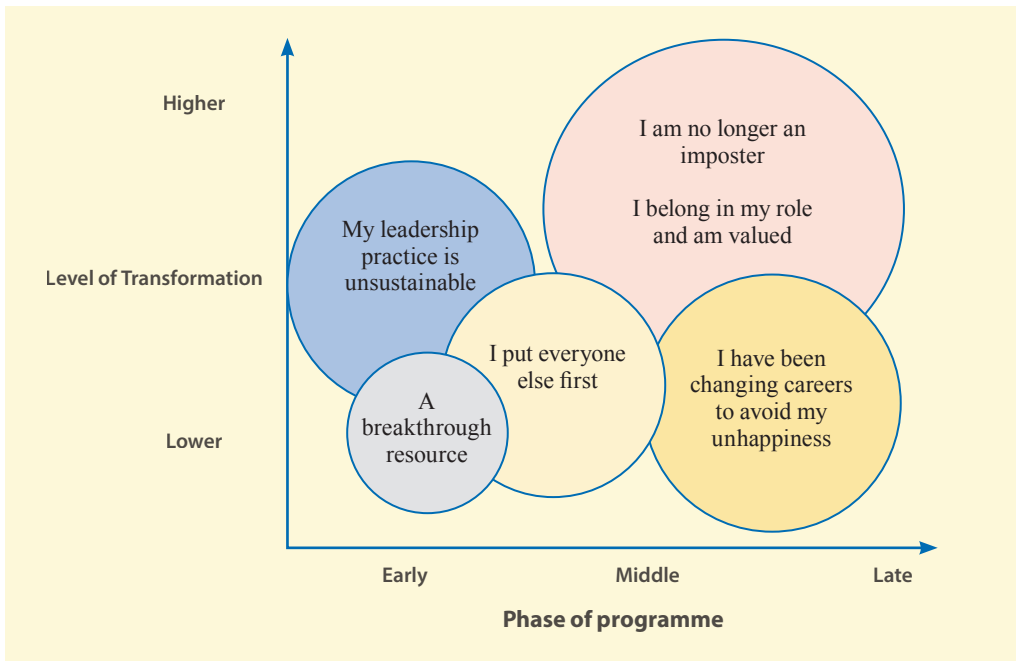 Higher
Level of Transformation
Lower
My leadership
practice is
unsustainable
A
breakthrough
resource
I put everyone
else first
I am no longer an
imposter
I belong in my role
and am valued
I have been
changing careers
to avoid my
unhappiness
Early
Middle
Late
Phase of programme